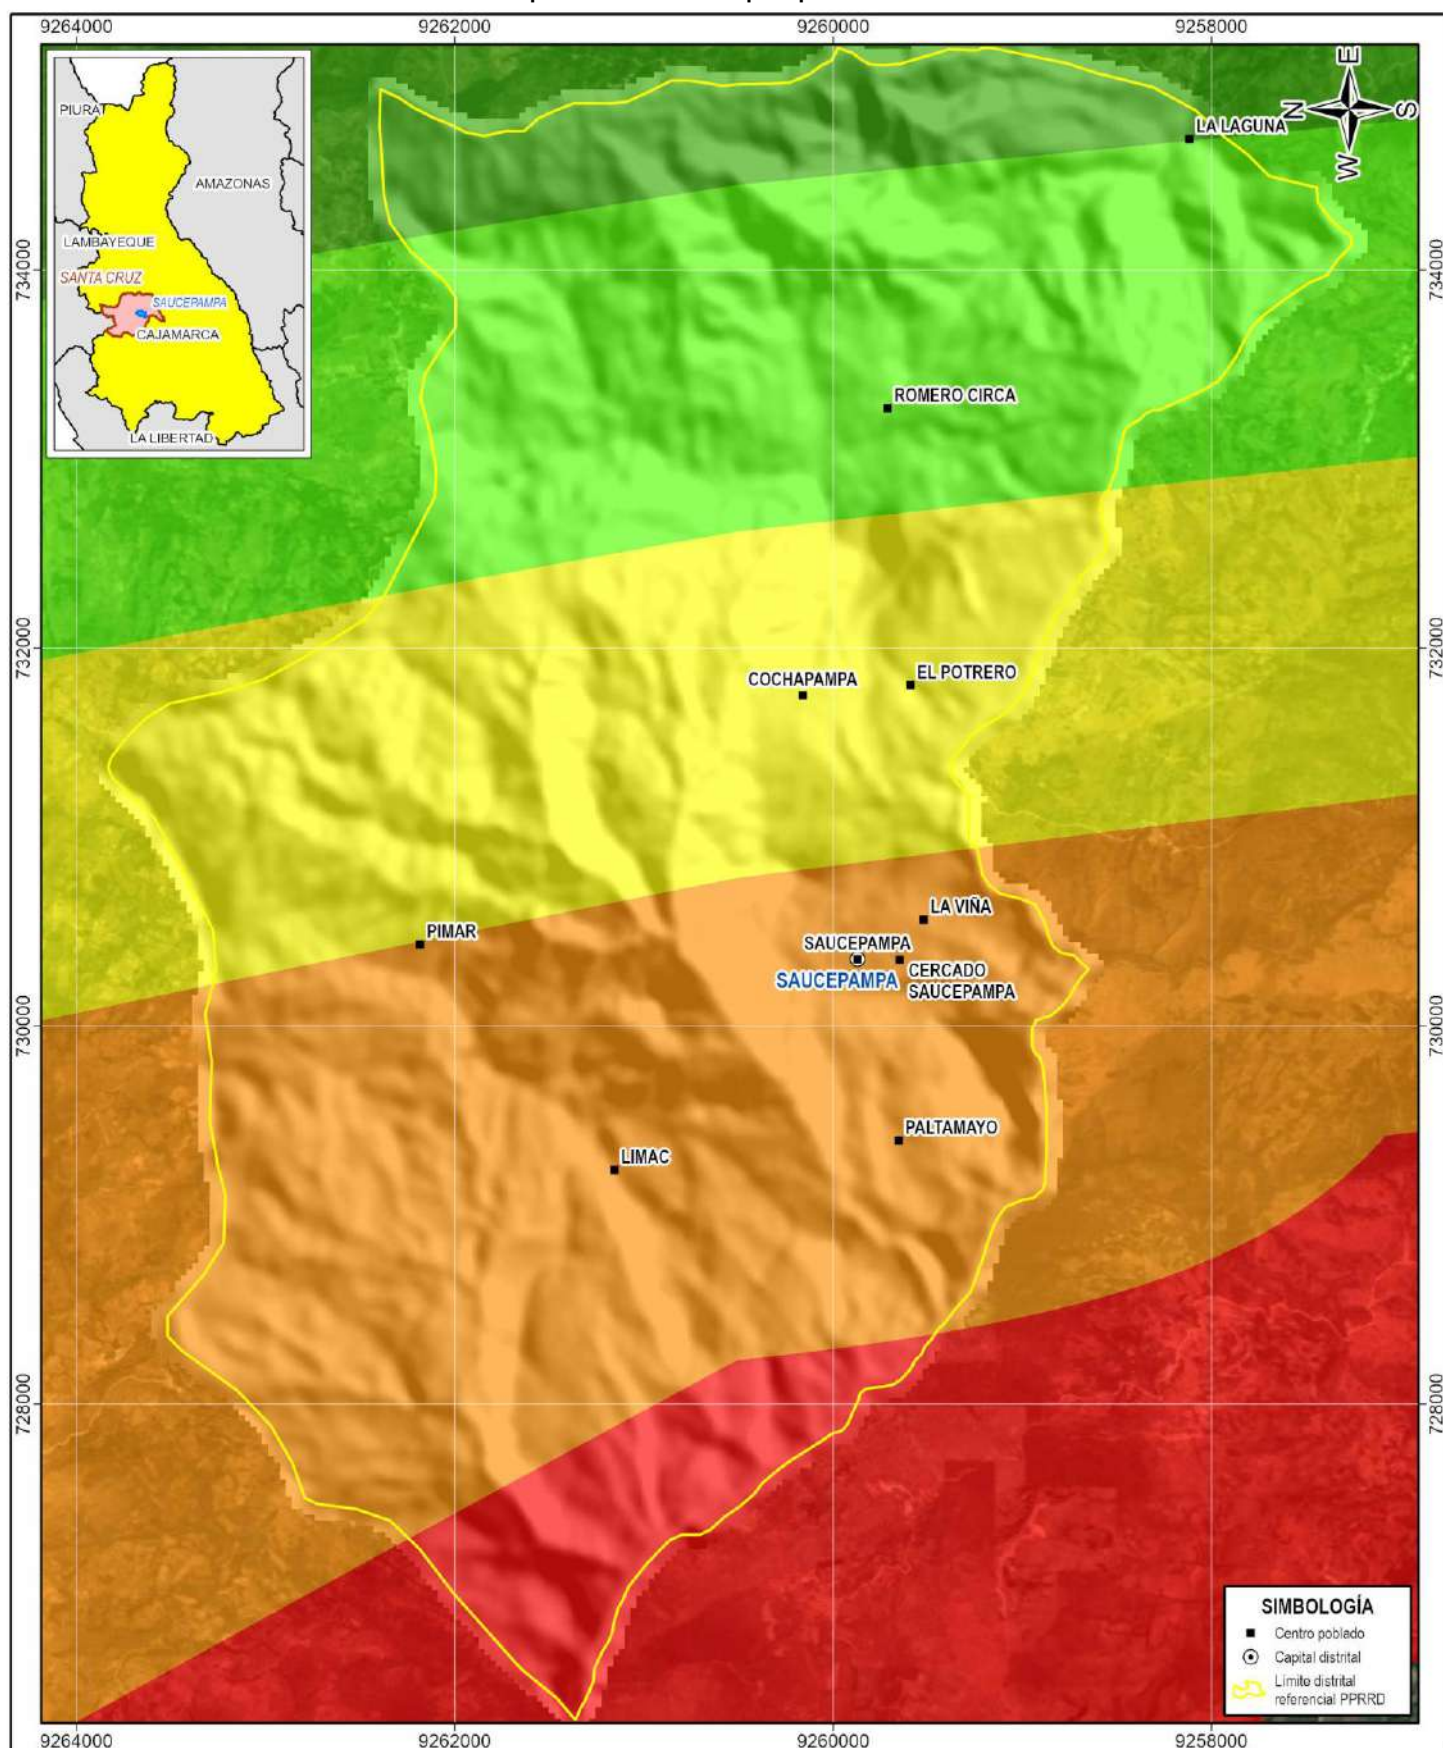 9264000
9262000
9260000
9258000
PIURA
AMAZONAS
LAMBAYEQUE
SANTA CRUZ
SAUCEPAMPA
CAJAMARCA
LA LIBERTAD
E
N
S
W
LA LAGUNA
734000
734000
ROMERO CIRCA
732000
732000
COCHAPAMPA
EL POTRERO
LA VIÑA
PIMAR
SAUCEPAMPA
SAUCEPAMPA
CERCADO
SAUCEPAMPA
730000
730000
PALTAMAYO
LIMAC
728000
728000
SIMBOLOGÍA
Centro poblado
Capital distrital
Límite distrital
referencial PPRRD
9264000
9262000
9260000
9258000